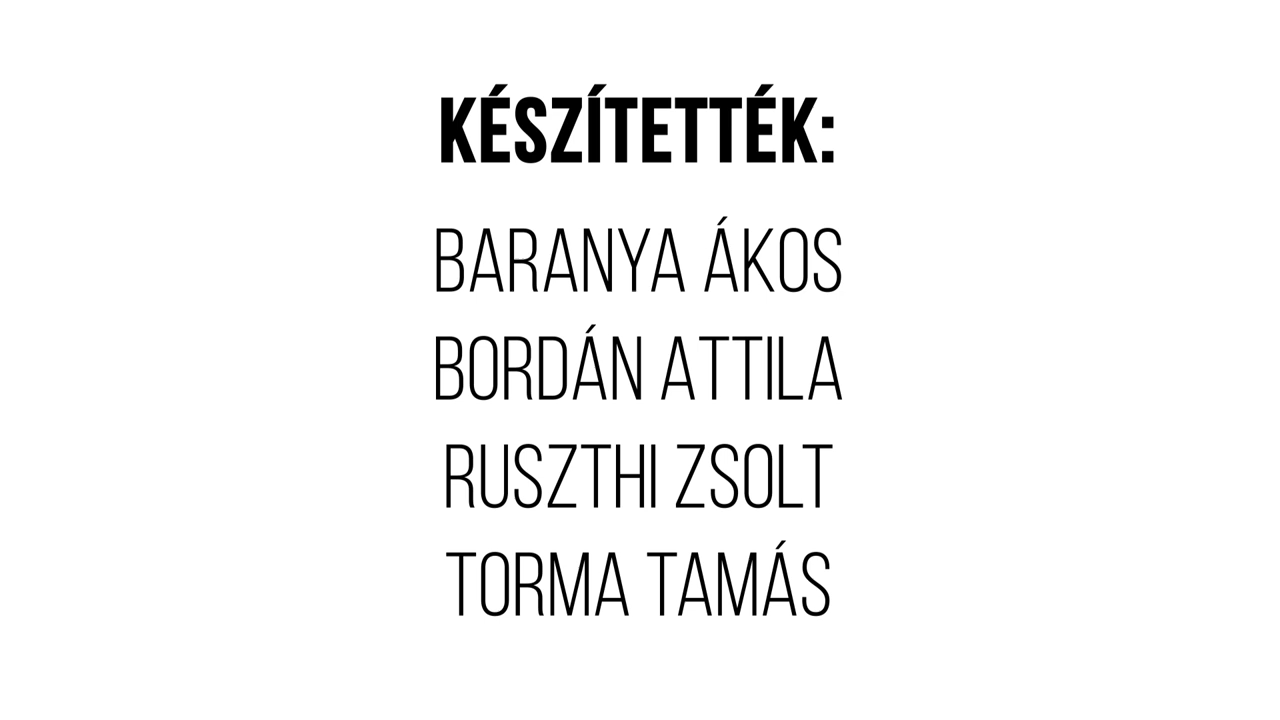 KÉSZÍTETTÉK:
BARANYA ÁKOS
BORDÁN ATTILA
RUSZTHI ZSOLT
TORMA TAMÁS